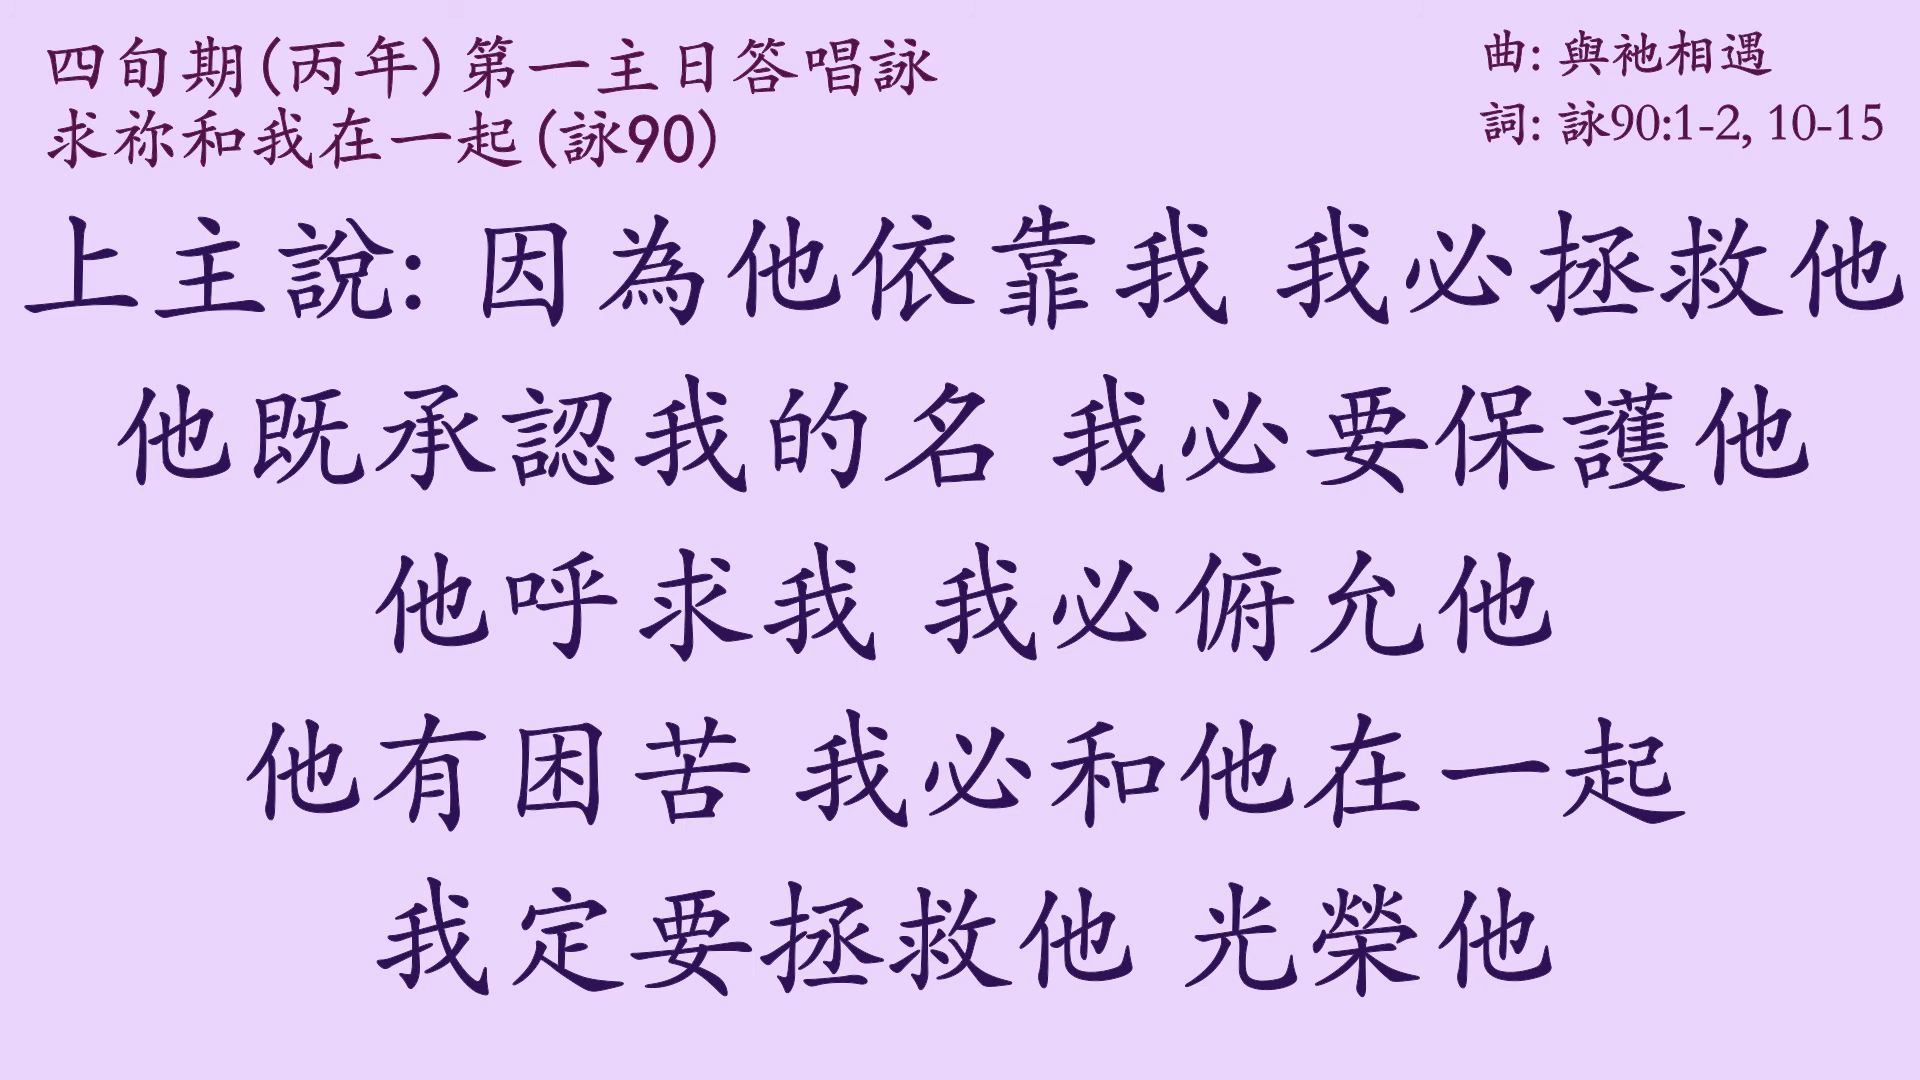 四旬期(丙年)第一主日答唱詠
求祢和我在一起(詠90)
曲: 與祂相遇
詞: 詠90:1-2, 10-15
上主說: 因為他依靠我 我必拯救他
他既承認我的名 我必要保護他
他呼求我 我必俯允他
他有困苦 我必和他在一起
我定要拯救他 光榮他